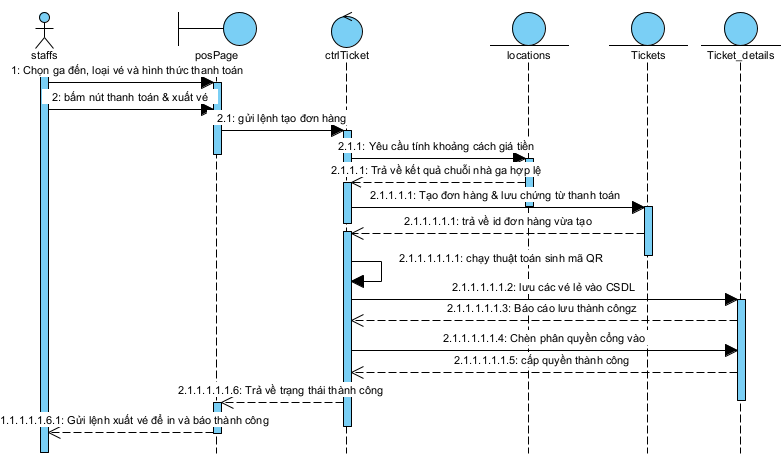 staffs
posPage
ctrlTicket
locations
Tickets
Ticket_details
1: Chọn ga đến, loại vé và hình thức thanh toán
2: bấm nút thanh toán & xuất vé
2.1: gửi lệnh tạo đơn hàng
2.1.1: Yêu cầu tính khoảng cách giá tiền
2.1.1.1: Trả về kết quả chuỗi nhà ga hợp lệ
2.1.1.1.1: Tạo đơn hàng & lưu chứng từ thanh toán
2.1.1.1.1.1: trả về id đơn hàng vừa tạo
2.1.1.1.1.1.1: chạy thuật toán sinh mã QR
2.1.1.1.1.1.2: lưu các vé lẻ vào CSDL
2.1.1.1.1.1.3: Báo cáo lưu thành côngz
2.1.1.1.1.1.4: Chèn phân quyền cổng vào
2.1.1.1.1.1.5: cấp quyền thành công
2.1.1.1.1.1.6: Trả về trạng thái thành công
1.1.1.1.1.6.1: Gửi lệnh xuất vé để in và báo thành công